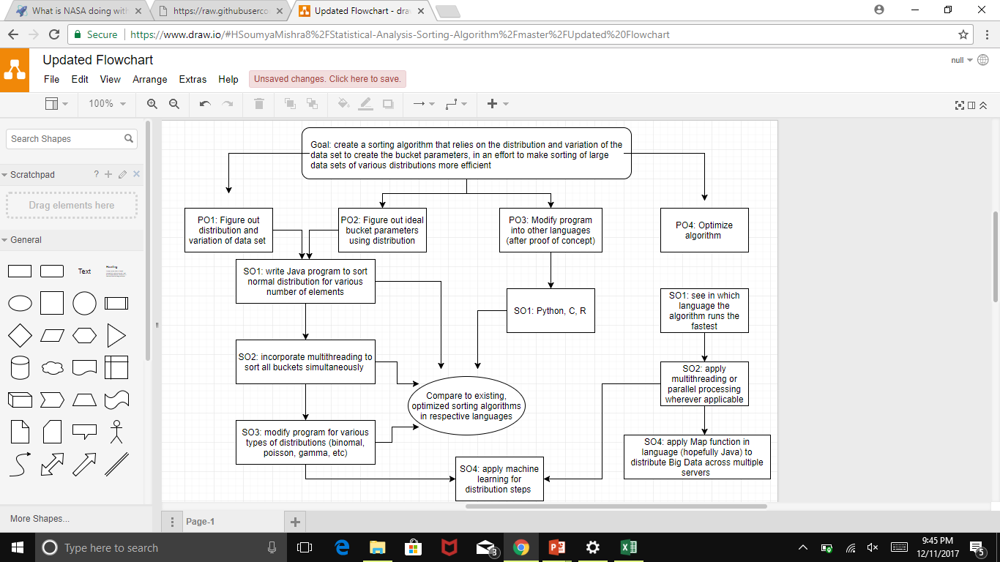 What is NASA doing with
https://raw.githubuserco
Updated Flowchart - dra
Secure
https://www.draw.io/#HSoumyaMishra8%2FStatistical-Analysis-Sorting-Algorithm%2Fmaster%2FUpdated%20Flowchart
Updated Flowchart
null
File Edit View Arrange Extras Help
Unsaved changes. Click here to save.
100%
Search Shapes
Scratchpad
?
Drag elements here
General
Text
Heading
More Shapes...
Goal: create a sorting algorithm that relies on the distribution and variation of the
data set to create the bucket parameters, in an effort to make sorting of large
data sets of various distributions more efficient
PO1: Figure out
distribution and
variation of data set
PO2: Figure out ideal
bucket parameters
using distribution
PO3: Modify program
into other languages
(after proof of concept)
PO4: Optimize
algorithm
SO1: write Java program to sort
normal distribution for various
number of elements
SO1: Python, C, R
SO1: see in which
language the
algorithm runs the
fastest
SO2: incorporate multithreading to
sort all buckets simultaneously
SO2: apply
multithreading or
parallel processing
wherever applicable
Compare to existing,
optimized sorting algorithms
in respective languages
SO3: modify program for various
types of distributions (binomal,
poisson, gamma, etc)
SO4: apply Map function in
language (hopefully Java) to
distribute Big Data across multiple
servers
SO4: apply machine
learning for
distribution steps
Page-1
Type here to search
3
9:45 PM
12/11/2017
5